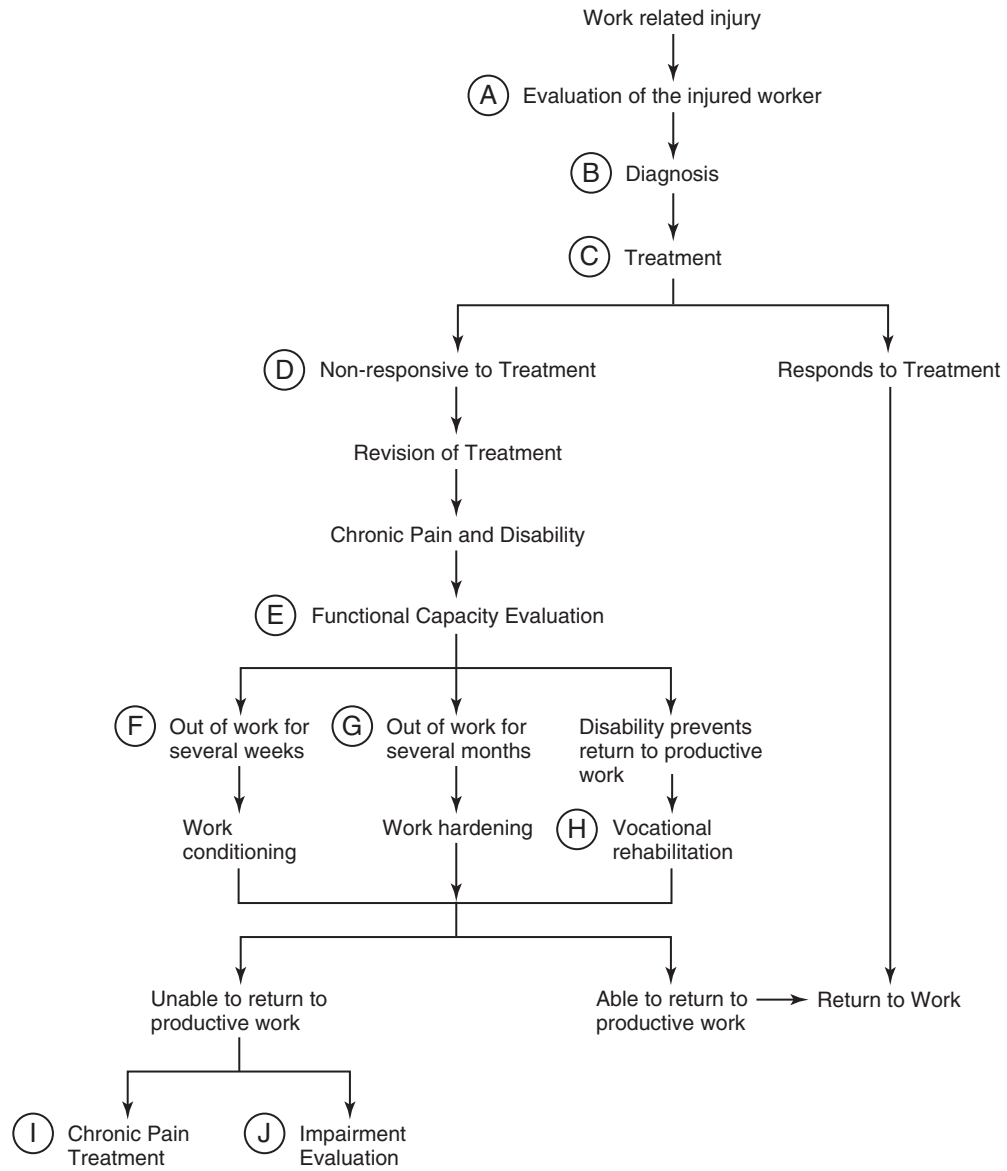 Work related injury
A Evaluation of the injured worker
B Diagnosis
C Treatment
D Non-responsive to Treatment
Responds to Treatment
Revision of Treatment
Chronic Pain and Disability
E Functional Capacity Evaluation
F Out of work for
several weeks
G Out of work for
several months
Disability prevents
return to productive
work
Work
conditioning
Work hardening
H Vocational
rehabilitation
Unable to return to
productive work
Able to return to
productive work
Return to Work
I Chronic Pain
Treatment
J Impairment
Evaluation